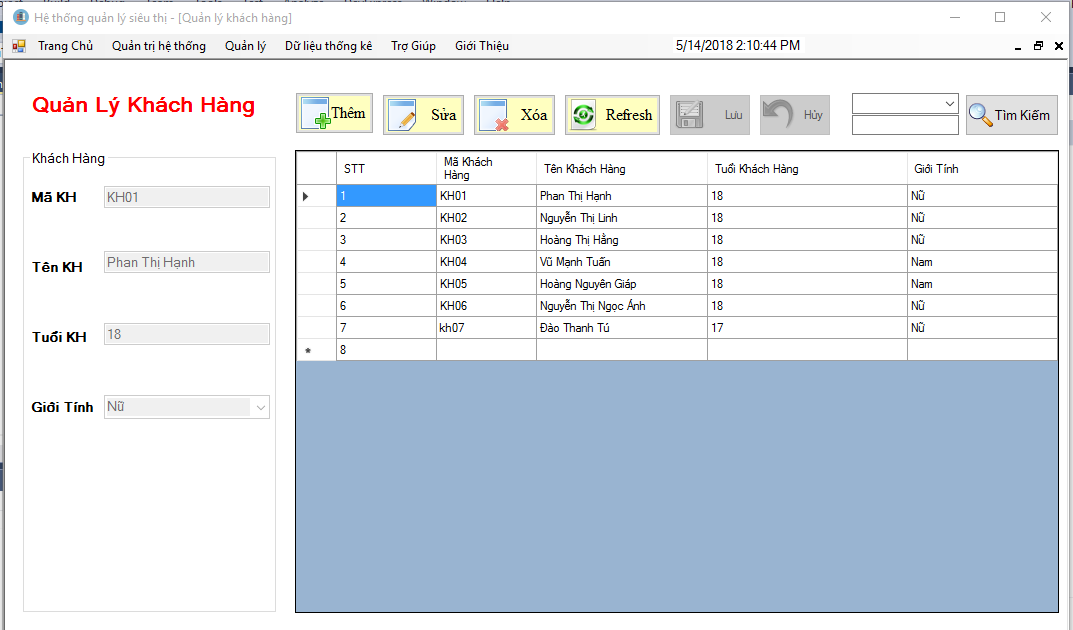 Hệ thống quản lý siêu thị - [Quản lý khách hàng]
Trang Chủ Quản trị hệ thống Quản lý Dữ liệu thống kê Trợ Giúp Giới Thiệu 5/14/2018 2:10:44 PM
Quản Lý Khách Hàng
Thêm Sửa Xóa Refresh Lưu Hủy Tìm Kiếm
Khách Hàng
Mã KH KH01
Tên KH Phan Thị Hạnh
Tuổi KH 18
Giới Tính Nữ
STT Mã Khách Hàng Tên Khách Hàng Tuổi Khách Hàng Giới Tính
1 KH01 Phan Thị Hạnh 18 Nữ
2 KH02 Nguyễn Thị Linh 18 Nữ
3 KH03 Hoàng Thị Hằng 18 Nữ
4 KH04 Vũ Mạnh Tuấn 18 Nam
5 KH05 Hoàng Nguyên Giáp 18 Nam
6 KH06 Nguyễn Thị Ngọc Ánh 18 Nữ
7 kh07 Đào Thanh Tú 17 Nữ
8